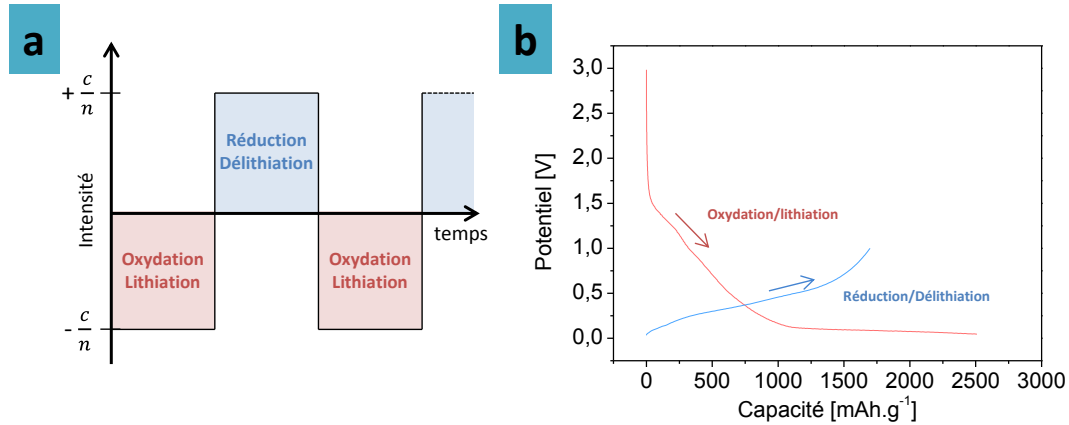 a
Intensité
+ c/n
- c/n
Réduction
Délithiation
temps
Oxydation
Lithiation
Oxydation
Lithiation
b
Potentiel [V]
3,0
2,5
2,0
1,5
1,0
0,5
0,0
Oxydation/lithiation
Réduction/Délithiation
0 500 1000 1500 2000 2500 3000
Capacité [mAh.g⁻¹]